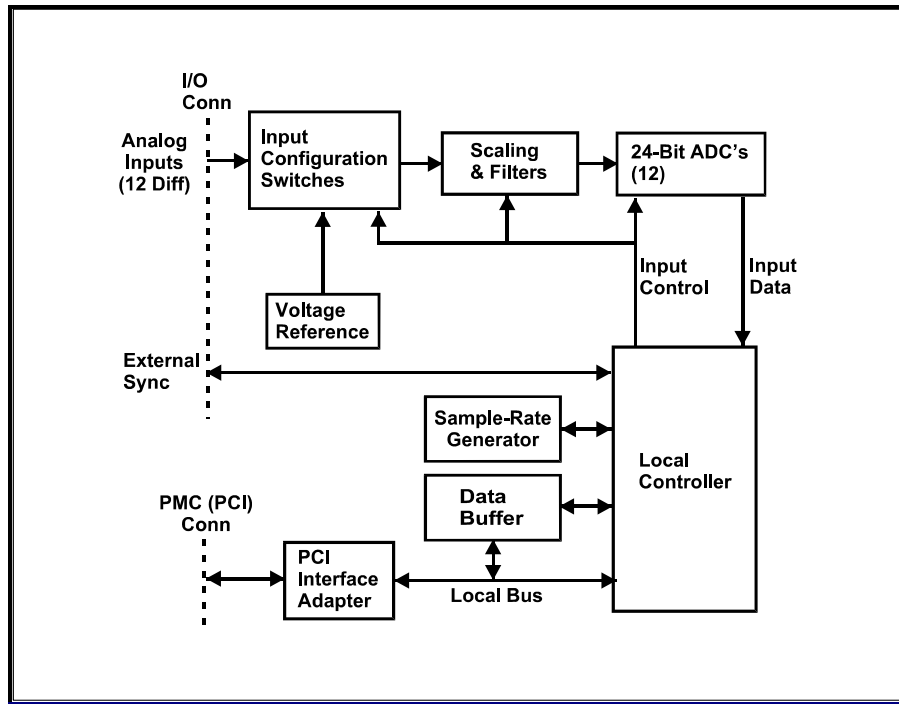 I/O
Conn
Analog
Inputs
(12 Diff)
Input
Configuration
Switches
Scaling
& Filters
24-Bit ADC's
(12)
Input
Control
Input
Data
Voltage
Reference
External
Sync
Sample-Rate
Generator
Local
Controller
Data
Buffer
PMC (PCI)
Conn
PCI
Interface
Adapter
Local Bus